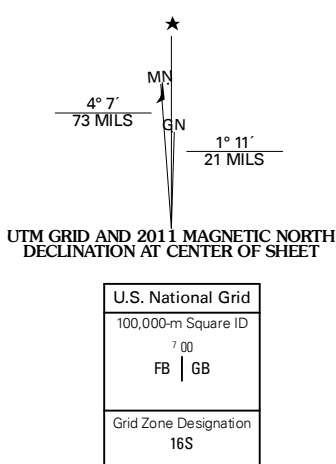 MN
4° 7´
73 MILS
GN
1° 11´
21 MILS
UTM GRID AND 2011 MAGNETIC NORTH
DECLINATION AT CENTER OF SHEET
U.S. National Grid
100,000-m Square ID
7 00
FB | GB
Grid Zone Designation
16S